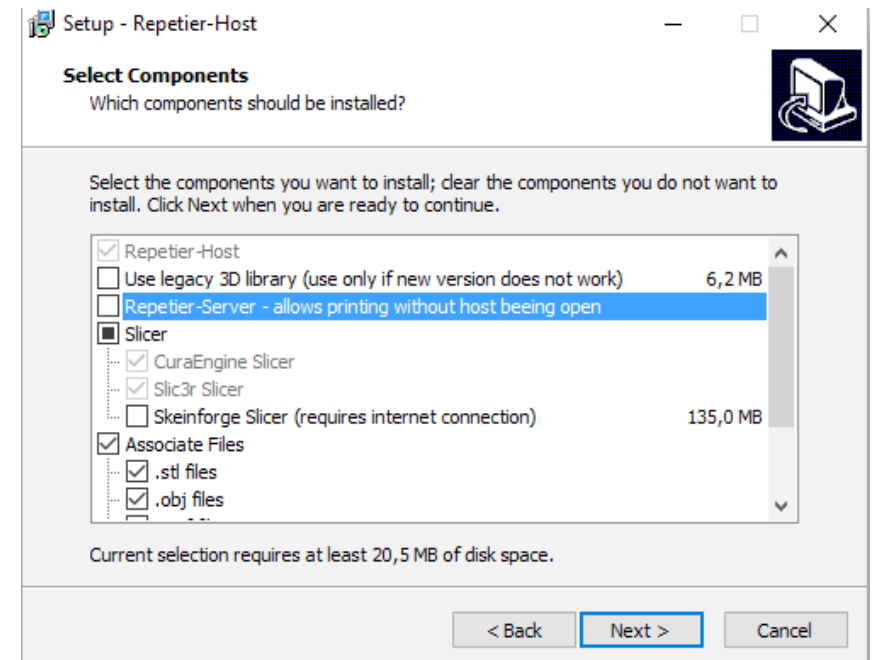 Setup - Repetier-Host
Select Components
Which components should be installed?
Select the components you want to install; clear the components you do not want to
install. Click Next when you are ready to continue.
Repetier-Host
Use legacy 3D library (use only if new version does not work) 6,2 MB
Repetier-Server - allows printing without host beeing open
Slicer
CuraEngine Slicer
Slic3r Slicer
Skeinforge Slicer (requires internet connection) 135,0 MB
Associate Files
.stl files
.obj files
Current selection requires at least 20,5 MB of disk space.
< Back Next > Cancel